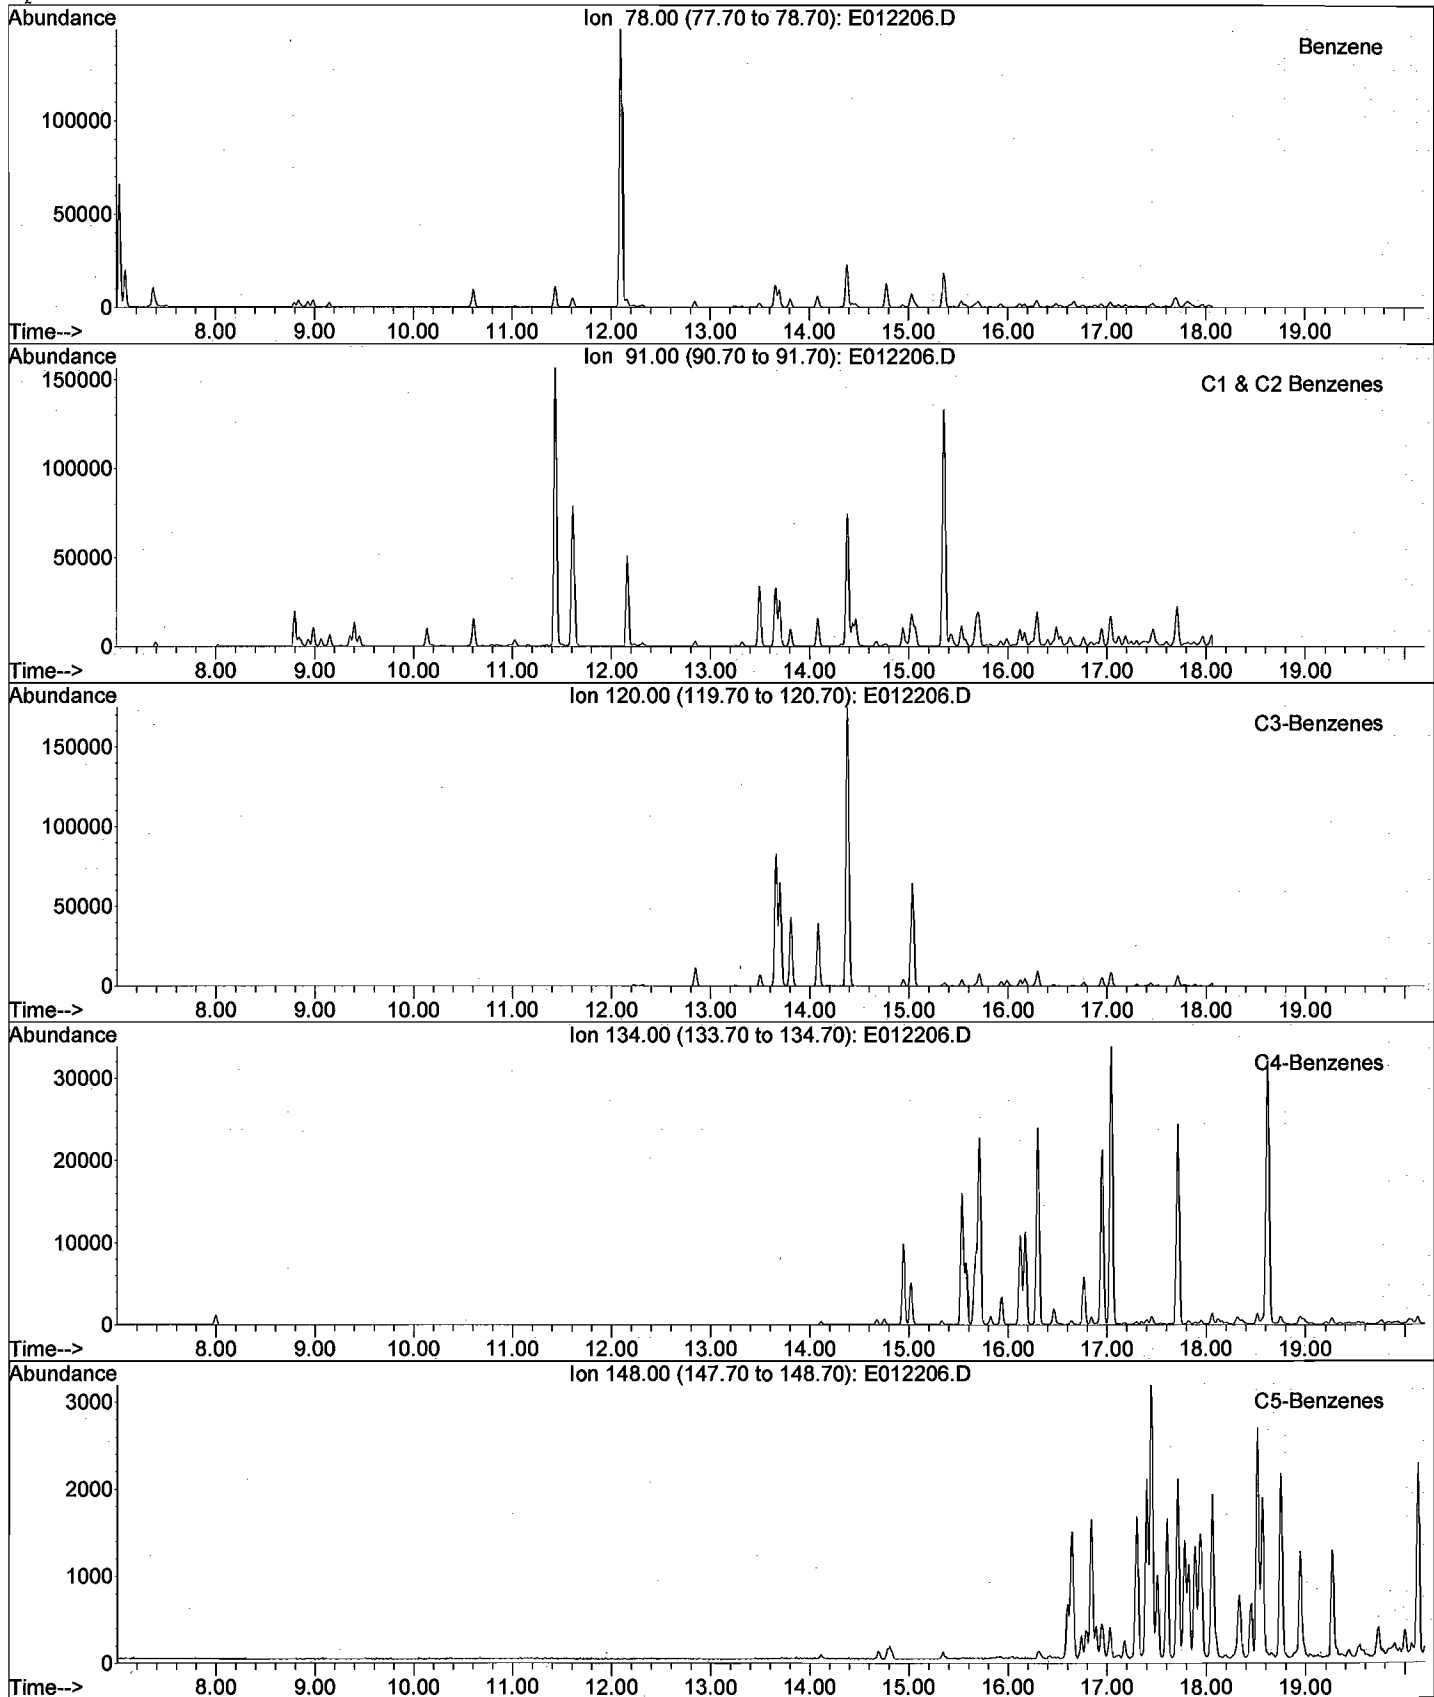 Abundance
Ion 78.00 (77.70 to 78.70): E012206.D
Benzene
100000
50000
0
Time--> 8.00 9.00 10.00 11.00 12.00 13.00 14.00 15.00 16.00 17.00 18.00 19.00
Abundance
Ion 91.00 (90.70 to 91.70): E012206.D
150000
C1 & C2 Benzenes
100000
50000
0
Time--> 8.00 9.00 10.00 11.00 12.00 13.00 14.00 15.00 16.00 17.00 18.00 19.00
Abundance
Ion 120.00 (119.70 to 120.70): E012206.D
C3-Benzenes
150000
100000
50000
0
Time--> 8.00 9.00 10.00 11.00 12.00 13.00 14.00 15.00 16.00 17.00 18.00 19.00
Abundance
Ion 134.00 (133.70 to 134.70): E012206.D
C4-Benzenes
30000
20000
10000
0
Time--> 8.00 9.00 10.00 11.00 12.00 13.00 14.00 15.00 16.00 17.00 18.00 19.00
Abundance
Ion 148.00 (147.70 to 148.70): E012206.D
C5-Benzenes
3000
2000
1000
0
Time--> 8.00 9.00 10.00 11.00 12.00 13.00 14.00 15.00 16.00 17.00 18.00 19.00